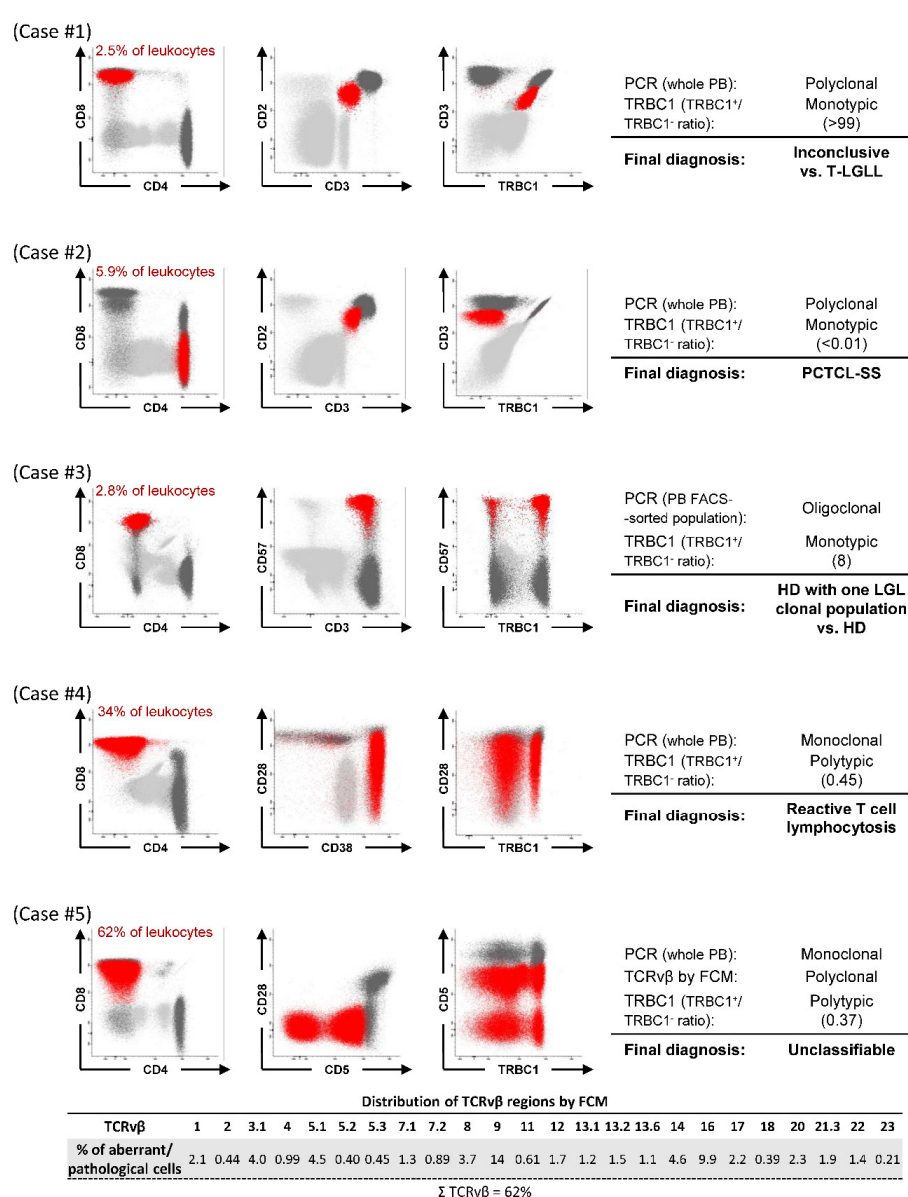 (Case #1)
2.5% of leukocytes
CD8
CD4
CD2
CD3
CD3
TRBC1
PCR (whole PB): Polyclonal
TRBC1 (TRBC1+/ Monotypic
TRBC1- ratio): (>99)
Final diagnosis: Inconclusive
vs. T-LGLL
(Case #2)
5.9% of leukocytes
CD8
CD4
CD2
CD3
CD3
TRBC1
PCR (whole PB): Polyclonal
TRBC1 (TRBC1+/ Monotypic
TRBC1- ratio): (<0.01)
Final diagnosis: PCTCL-SS
(Case #3)
2.8% of leukocytes
CD8
CD4
CD57
CD3
CD57
TRBC1
PCR (PB FACS-
-sorted population): Oligoclonal
TRBC1 (TRBC1+/ Monotypic
TRBC1- ratio): (8)
Final diagnosis: HD with one LGL
clonal population
vs. HD
(Case #4)
34% of leukocytes
CD8
CD4
CD28
CD38
CD28
TRBC1
PCR (whole PB): Monoclonal
TRBC1 (TRBC1+/ Polytypic
TRBC1- ratio): (0.45)
Final diagnosis: Reactive T cell
lymphocytosis
(Case #5)
62% of leukocytes
CD8
CD4
CD28
CD5
CD5
TRBC1
PCR (whole PB): Monoclonal
TCRvβ by FCM: Polyclonal
TRBC1 (TRBC1+/ Polytypic
TRBC1- ratio): (0.37)
Final diagnosis: Unclassifiable
Distribution of TCRvβ regions by FCM
TCRvβ 1 2 3.1 4 5.1 5.2 5.3 7.1 7.2 8 9 11 12 13.1 13.2 13.6 14 16 17 18 20 21.3 22 23
% of aberrant/
pathological cells 2.1 0.44 4.0 0.99 4.5 0.40 0.45 1.3 0.89 3.7 14 0.61 1.7 1.2 1.5 1.1 4.6 9.9 2.2 0.39 2.3 1.9 1.4 0.21
Σ TCRvβ = 62%